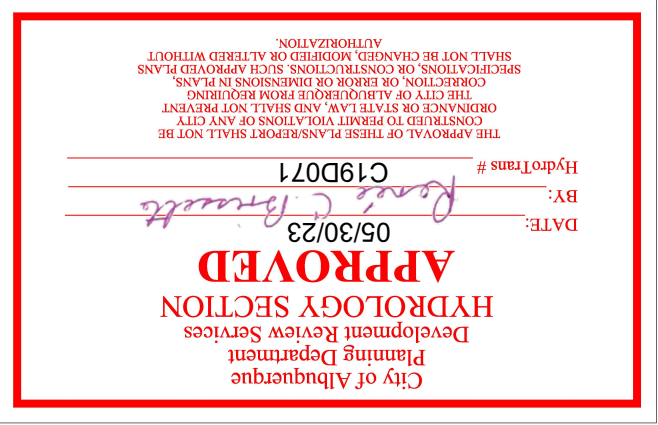 City of Albuquerque
Planning Department
Development Review Services
HYDROLOGY SECTION
APPROVED
DATE: 05/30/23
BY: Reneé C. Brissette
HydroTrans # C19D071
THE APPROVAL OF THESE PLANS/REPORT SHALL NOT BE
CONSTRUED TO PERMIT VIOLATIONS OF ANY CITY
ORDINANCE OR STATE LAW, AND SHALL NOT PREVENT
THE CITY OF ALBUQUERQUE FROM REQUIRING
CORRECTION, OR ERROR OR DIMENSIONS IN PLANS,
SPECIFICATIONS, OR CONSTRUCTIONS. SUCH APPROVED PLANS
SHALL NOT BE CHANGED, MODIFIED OR ALTERED WITHOUT
AUTHORIZATION.